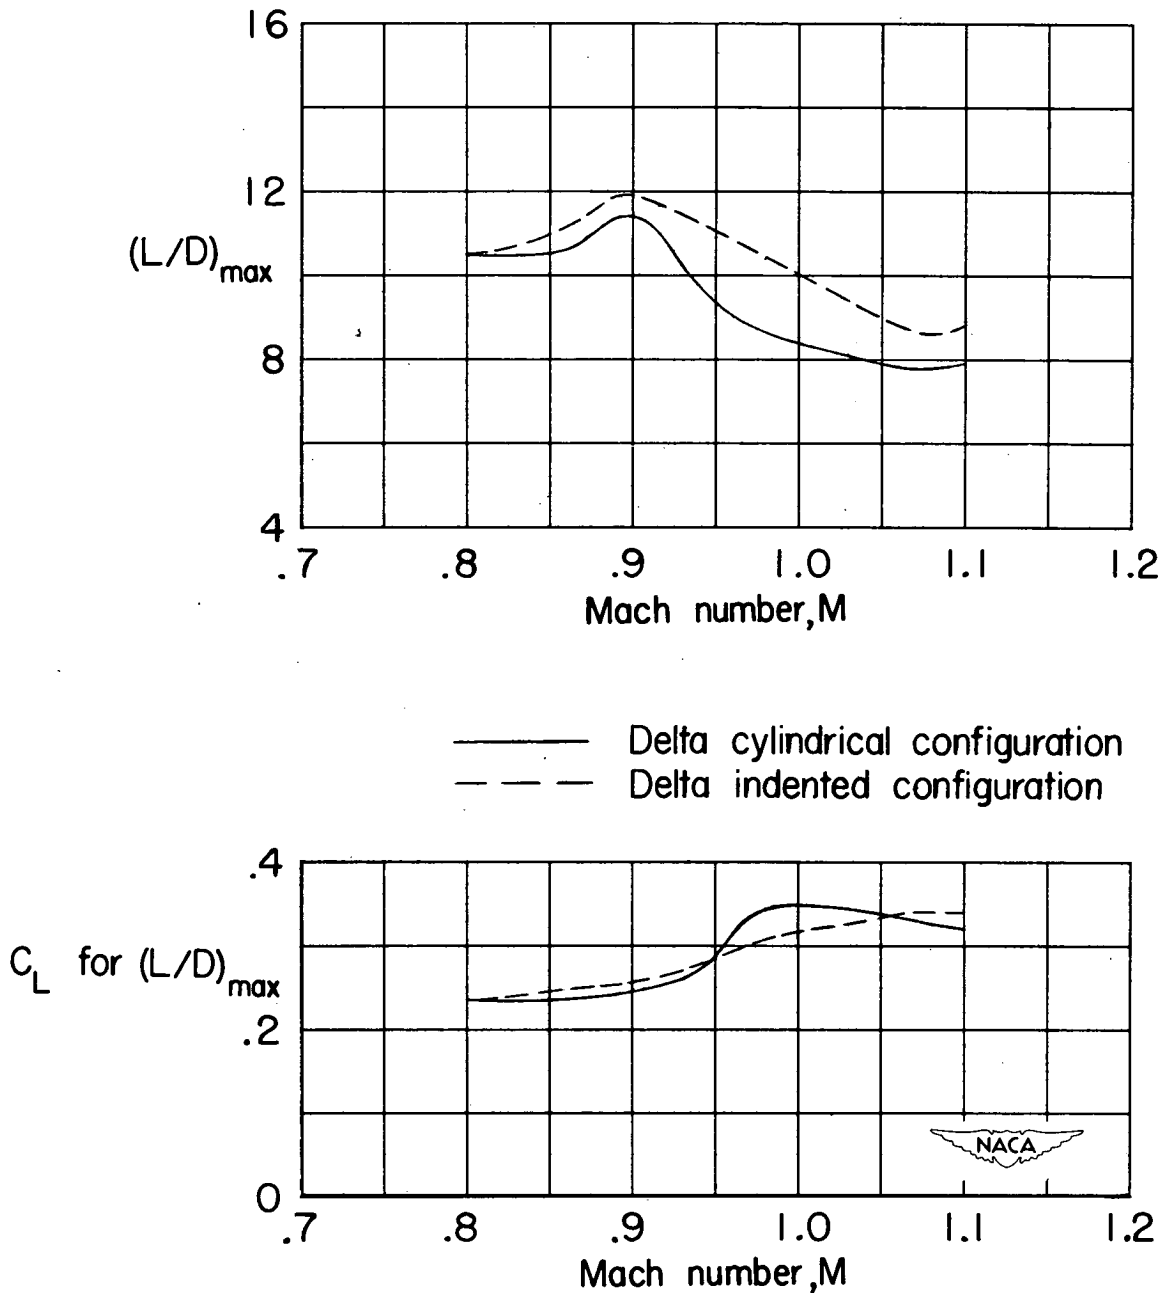 16
12
(L/D)max
8
4
.7 .8 .9 1.0 1.1 1.2
Mach number, M
Delta cylindrical configuration
Delta indented configuration
.4
CL for (L/D)max
.2
NACA
0
.7 .8 .9 1.0 1.1 1.2
Mach number, M